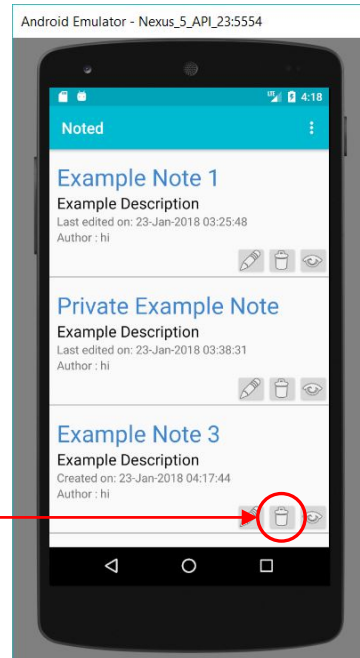 Android Emulator - Nexus_5_API_23:5554
LTE 4:18
Noted
Example Note 1
Example Description
Last edited on: 23-Jan-2018 03:25:48
Author : hi
Private Example Note
Example Description
Last edited on: 23-Jan-2018 03:38:31
Author : hi
Example Note 3
Example Description
Created on: 23-Jan-2018 04:17:44
Author : hi